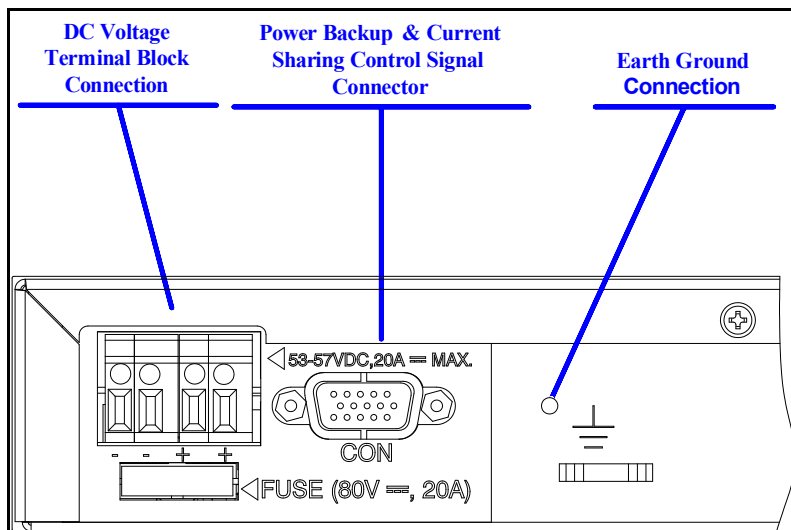 DC Voltage
Terminal Block
Connection
Power Backup & Current
Sharing Control Signal
Connector
Earth Ground
Connection
53-57VDC,20A ⎓ MAX.
CON
- - + +
FUSE (80V ⎓, 20A)